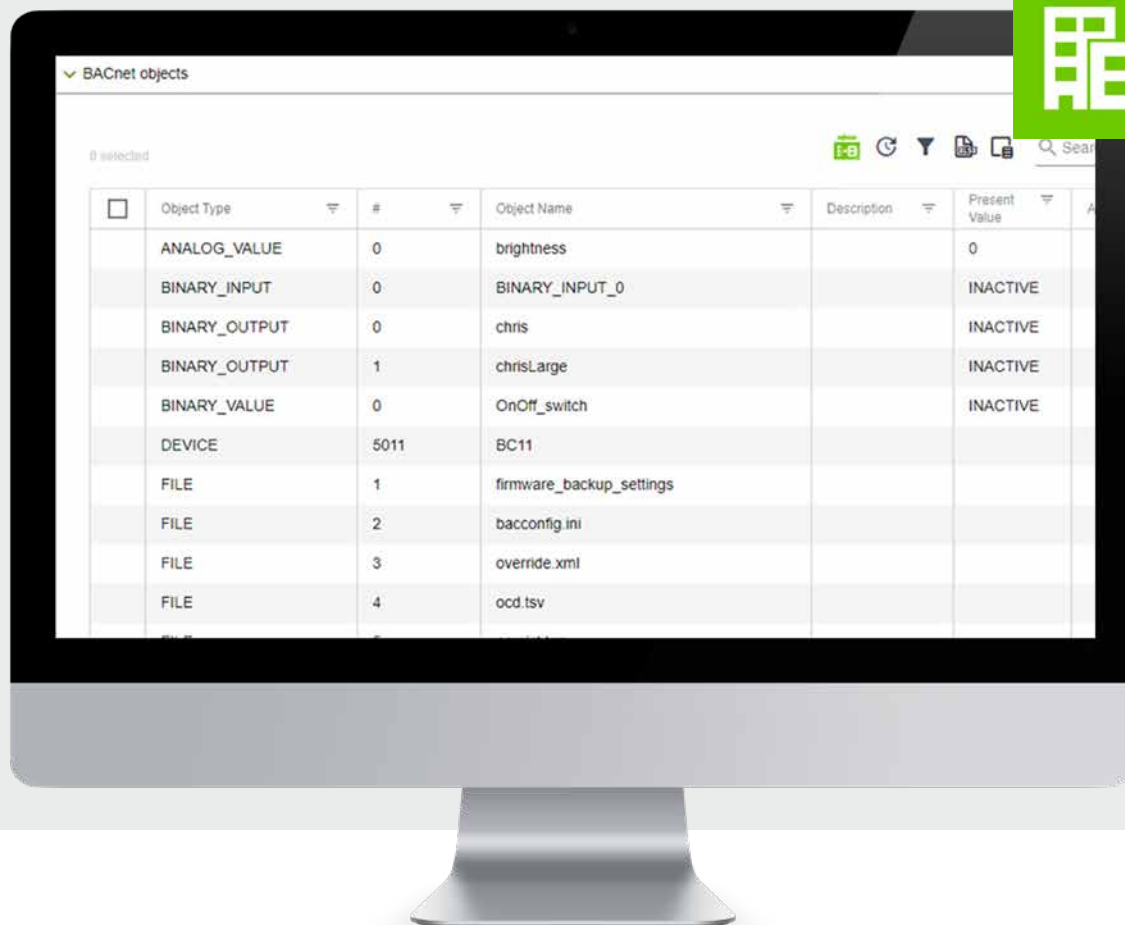 BACnet objects
0 selected
Object Type # Object Name Description Present Value
ANALOG_VALUE 0 brightness 0
BINARY_INPUT 0 BINARY_INPUT_0 INACTIVE
BINARY_OUTPUT 0 chris INACTIVE
BINARY_OUTPUT 1 chrisLarge INACTIVE
BINARY_VALUE 0 OnOff_switch INACTIVE
DEVICE 5011 BC11
FILE 1 firmware_backup_settings
FILE 2 bacconfig.ini
FILE 3 override.xml
FILE 4 ocd.tsv